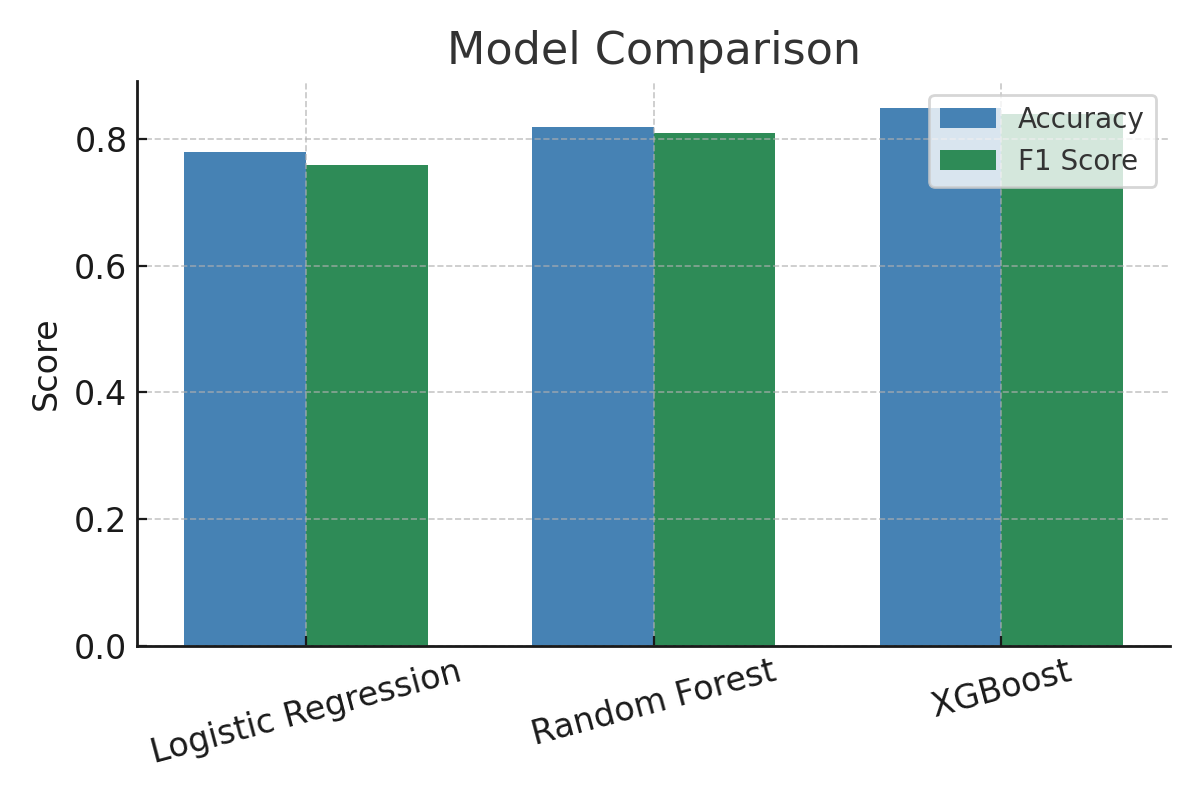 Model Comparison
Accuracy
F1 Score
0.8
0.6
0.4
0.2
0.0
Score
Logistic Regression
Random Forest
XGBoost